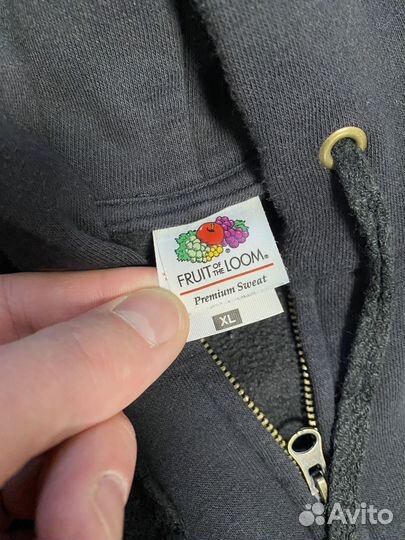 FRUIT OF THE LOOM®
Premium Sweat
XL
Avito